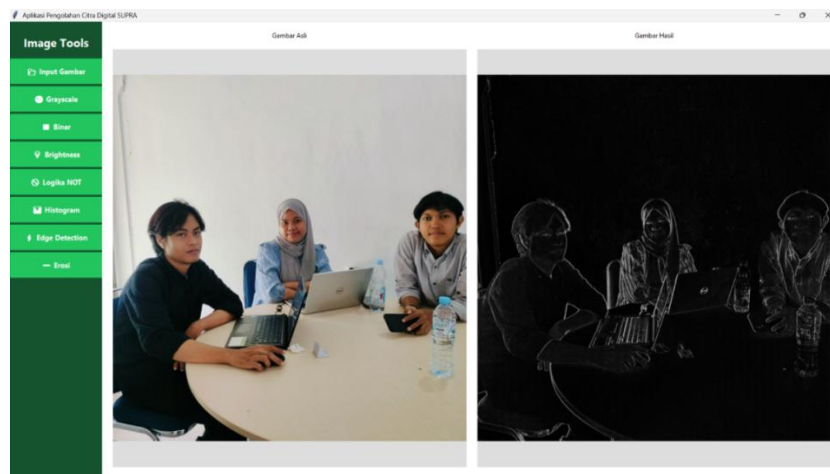 Aplikasi Pengolahan Citra Digital SUPRA
Image Tools
Input Gambar
Grayscale
Biner
Brightness
Logika NOT
Histogram
Edge Detection
Erosi
Gambar Asli
Gambar Hasil
DELL